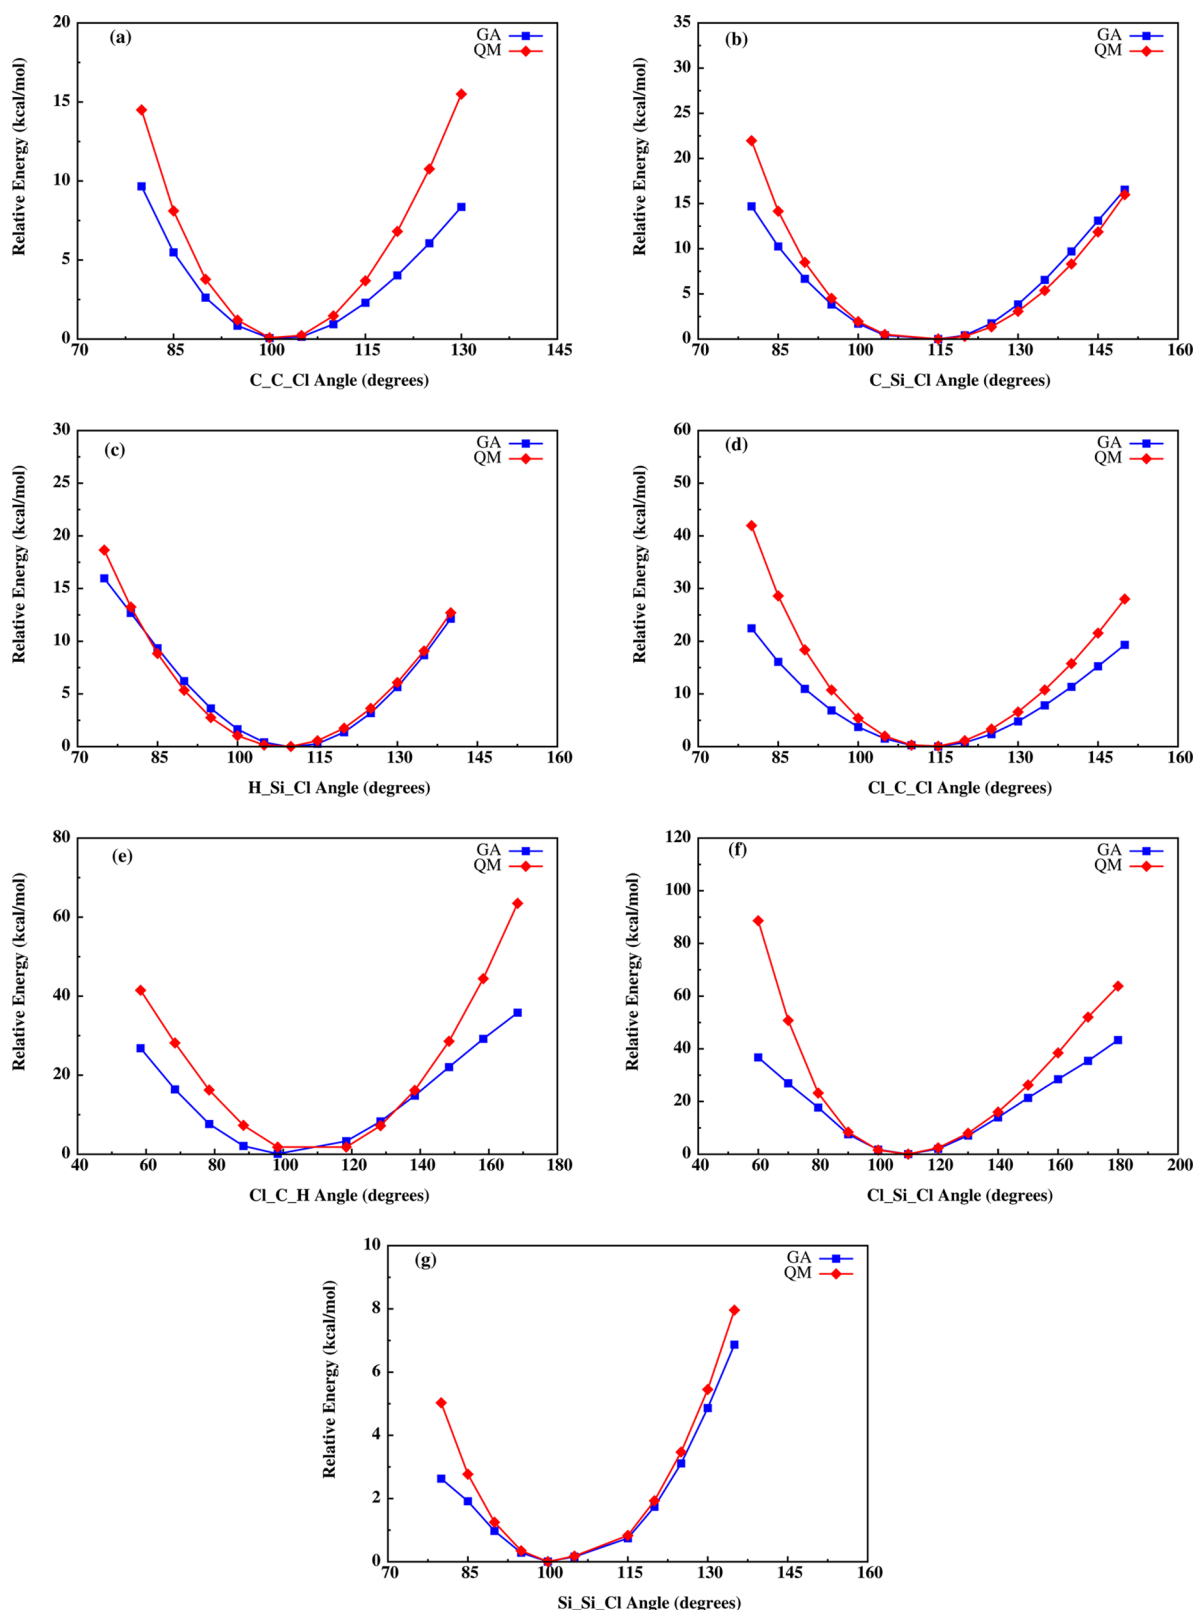 (a)
GA
QM
20
15
10
5
0
70
85
100
115
130
145
Relative Energy (kcal/mol)
C_C_Cl Angle (degrees)
(b)
GA
QM
35
30
25
20
15
10
5
0
70
85
100
115
130
145
160
Relative Energy (kcal/mol)
C_Si_Cl Angle (degrees)
(c)
GA
QM
30
25
20
15
10
5
0
70
85
100
115
130
145
160
Relative Energy (kcal/mol)
H_Si_Cl Angle (degrees)
(d)
GA
QM
60
50
40
30
20
10
0
70
85
100
115
130
145
160
Relative Energy (kcal/mol)
Cl_C_Cl Angle (degrees)
(e)
GA
QM
80
60
40
20
0
40
60
80
100
120
140
160
180
Relative Energy (kcal/mol)
Cl_C_H Angle (degrees)
(f)
GA
QM
120
100
80
60
40
20
0
40
60
80
100
120
140
160
180
200
Relative Energy (kcal/mol)
Cl_Si_Cl Angle (degrees)
(g)
GA
QM
10
8
6
4
2
0
70
85
100
115
130
145
160
Relative Energy (kcal/mol)
Si_Si_Cl Angle (degrees)